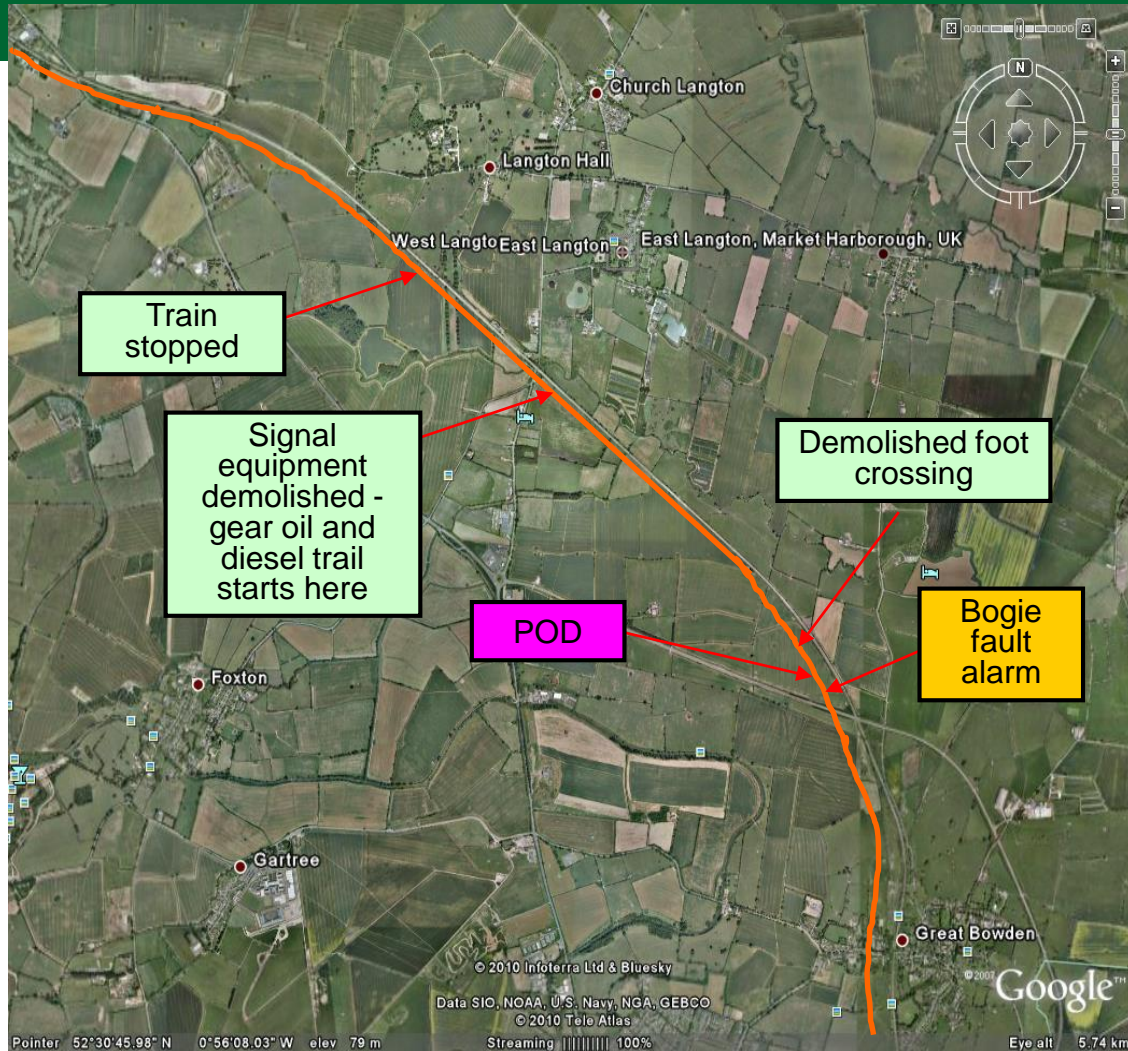 N
Church Langton
Langton Hall
West Langto
East Langton
East Langton, Market Harborough, UK
Train
stopped
Signal
equipment
demolished -
gear oil and
diesel trail
starts here
Demolished foot
crossing
POD
Bogie
fault
alarm
Foxton
Gartree
Great Bowden
© 2010 Infoterra Ltd & Bluesky
© 2007 Google™
Data SIO, NOAA, U.S. Navy, NGA, GEBCO
© 2010 Tele Atlas
Pointer 52°30'45.98" N 0°56'08.03" W elev 79 m Streaming 100% Eye alt 5.74 km